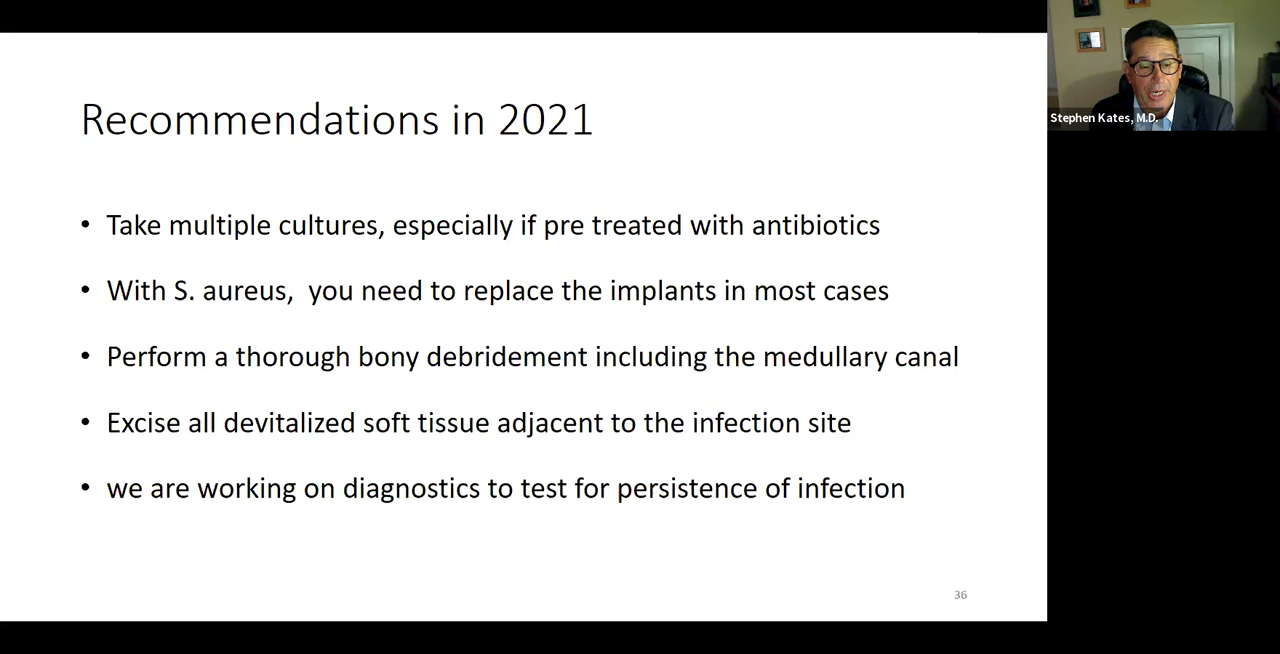 Recommendations in 2021
• Take multiple cultures, especially if pre treated with antibiotics
• With S. aureus,  you need to replace the implants in most cases
• Perform a thorough bony debridement including the medullary canal
• Excise all devitalized soft tissue adjacent to the infection site
• we are working on diagnostics to test for persistence of infection
36
Stephen Kates, M.D.